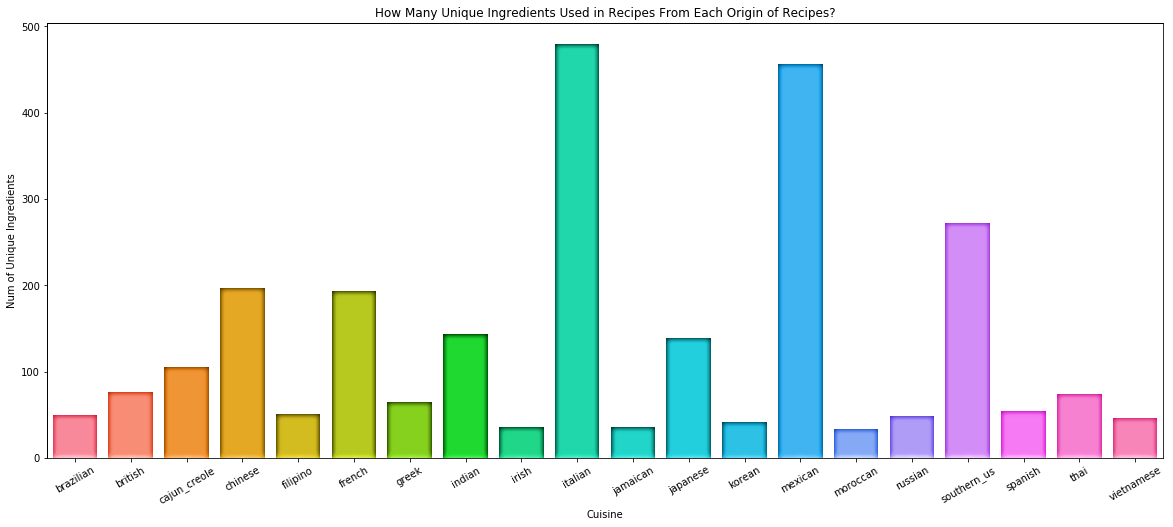 How Many Unique Ingredients Used in Recipes From Each Origin of Recipes?
500
400
300
200
100
0
Num of Unique Ingredients
brazilian
british
cajun_creole
chinese
filipino
french
greek
indian
irish
italian
jamaican
japanese
korean
mexican
moroccan
russian
southern_us
spanish
thai
vietnamese
Cuisine